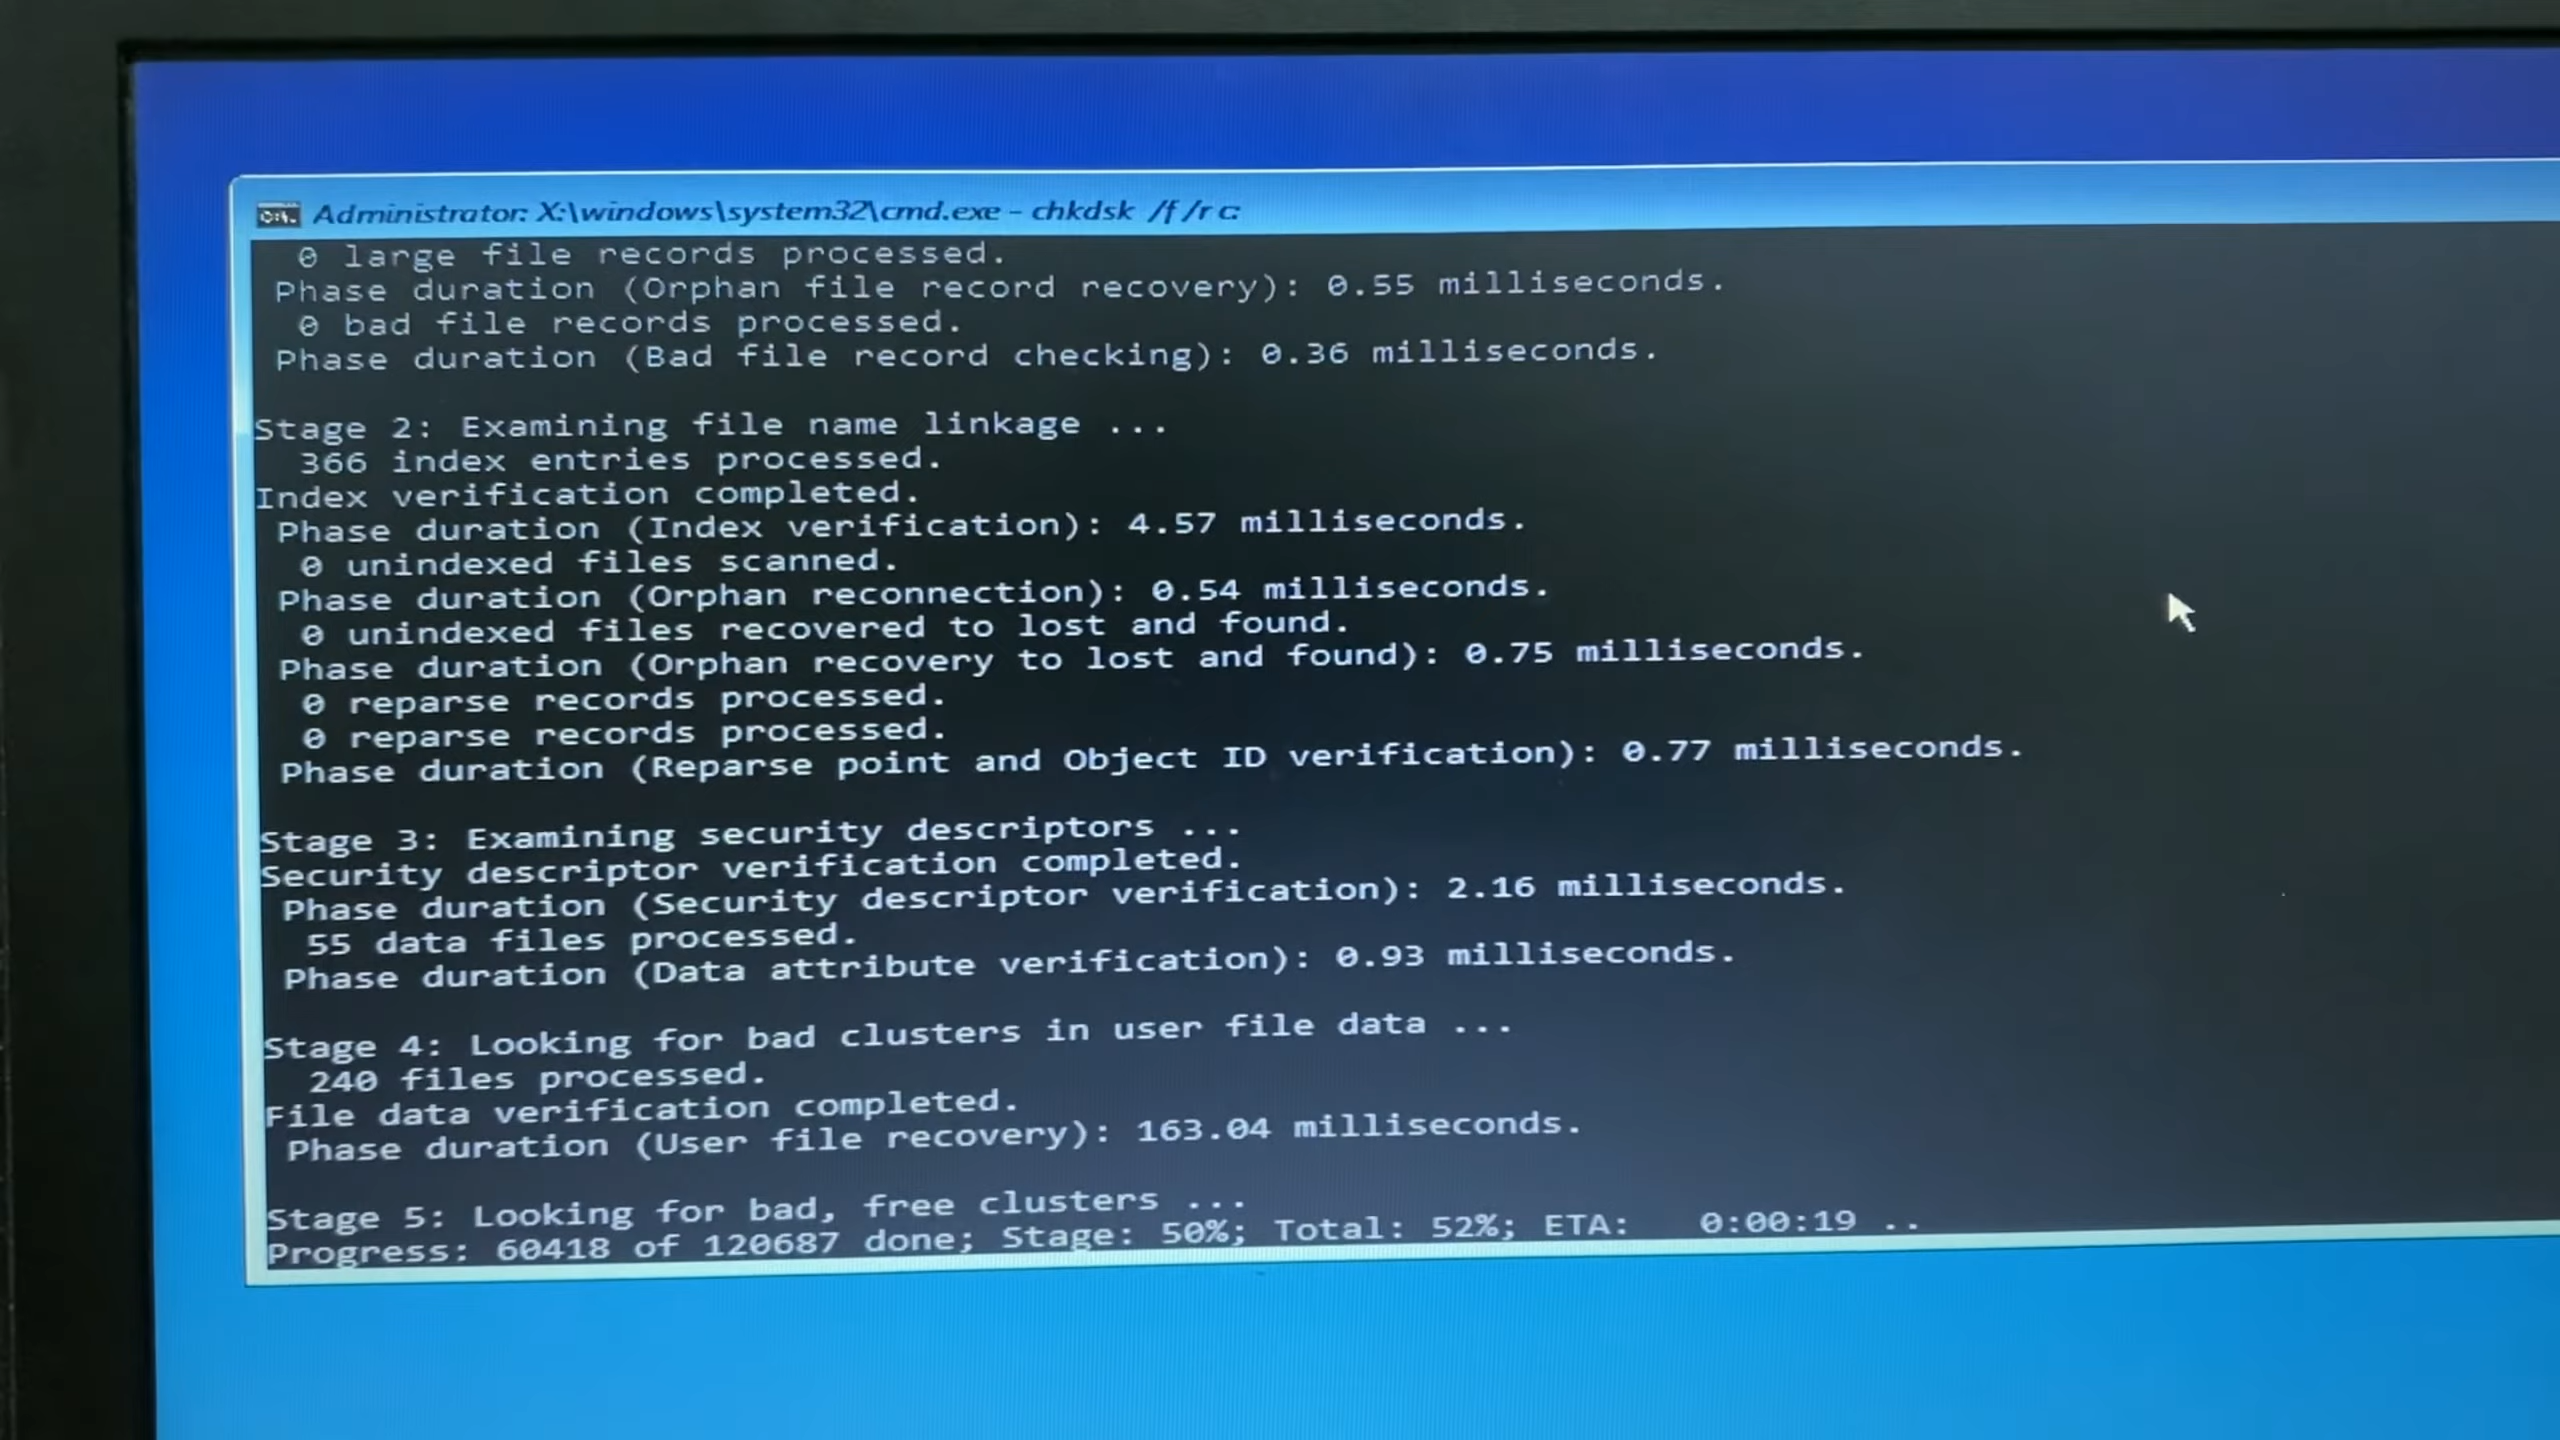 Administrator: X:\windows\system32\cmd.exe - chkdsk /f /r c:
0 large file records processed.
Phase duration (Orphan file record recovery): 0.55 milliseconds.
0 bad file records processed.
Phase duration (Bad file record checking): 0.36 milliseconds.
Stage 2: Examining file name linkage ...
366 index entries processed.
Index verification completed.
Phase duration (Index verification): 4.57 milliseconds.
0 unindexed files scanned.
Phase duration (Orphan reconnection): 0.54 milliseconds.
0 unindexed files recovered to lost and found.
Phase duration (Orphan recovery to lost and found): 0.75 milliseconds.
0 reparse records processed.
0 reparse records processed.
Phase duration (Reparse point and Object ID verification): 0.77 milliseconds.
Stage 3: Examining security descriptors ...
Security descriptor verification completed.
Phase duration (Security descriptor verification): 2.16 milliseconds.
55 data files processed.
Phase duration (Data attribute verification): 0.93 milliseconds.
Stage 4: Looking for bad clusters in user file data ...
240 files processed.
File data verification completed.
Phase duration (User file recovery): 163.04 milliseconds.
Stage 5: Looking for bad, free clusters ...
Progress: 60418 of 120687 done; Stage: 50%; Total: 52%; ETA: 0:00:19 ..